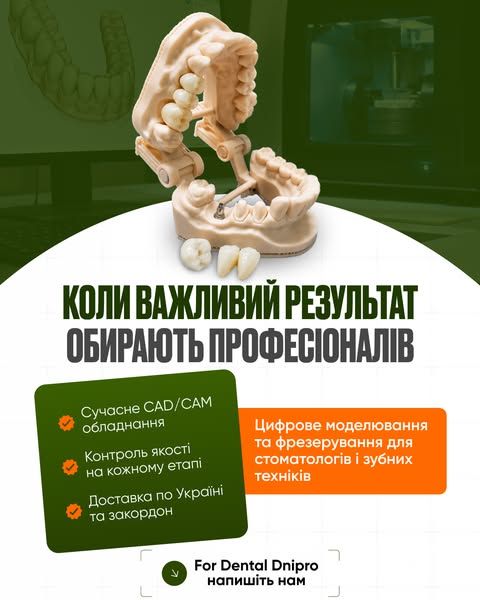 КОЛИ ВАЖЛИВИЙ РЕЗУЛЬТАТ
ОБИРАЮТЬ ПРОФЕСІОНАЛІВ
Сучасне CAD/CAM
обладнання
Контроль якості
на кожному етапі
Доставка по Україні
та закордон
Цифрове моделювання
та фрезерування для
стоматологів і зубних
техніків
For Dental Dnipro
напишіть нам